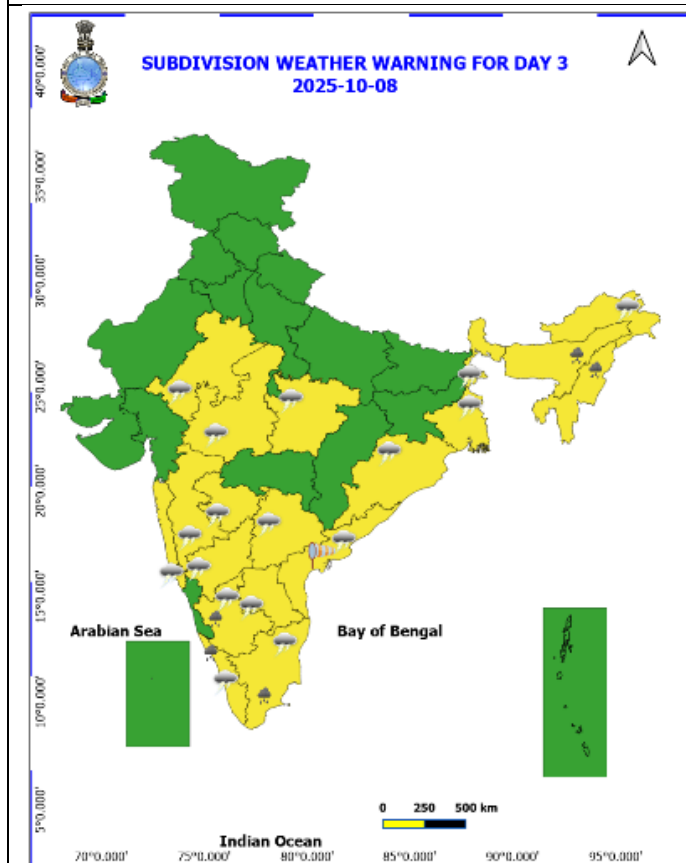 SUBDIVISION WEATHER WARNING FOR DAY 3
2025-10-08
40°0.000'
35°0.000'
30°0.000'
25°0.000'
20°0.000'
15°0.000'
10°0.000'
5°0.000'
Arabian Sea
Bay of Bengal
0 250 500 km
Indian Ocean
70°0.000' 75°0.000' 80°0.000' 85°0.000' 90°0.000' 95°0.000'